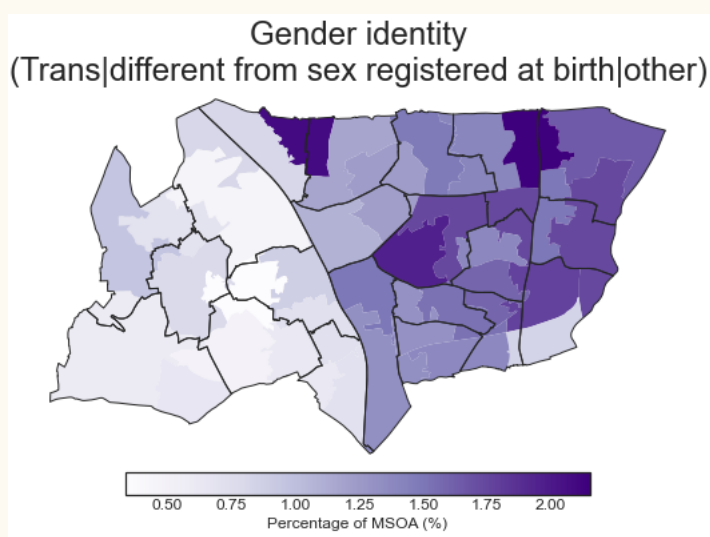 Gender identity
(Trans|different from sex registered at birth|other)
0.50 0.75 1.00 1.25 1.50 1.75 2.00
Percentage of MSOA (%)